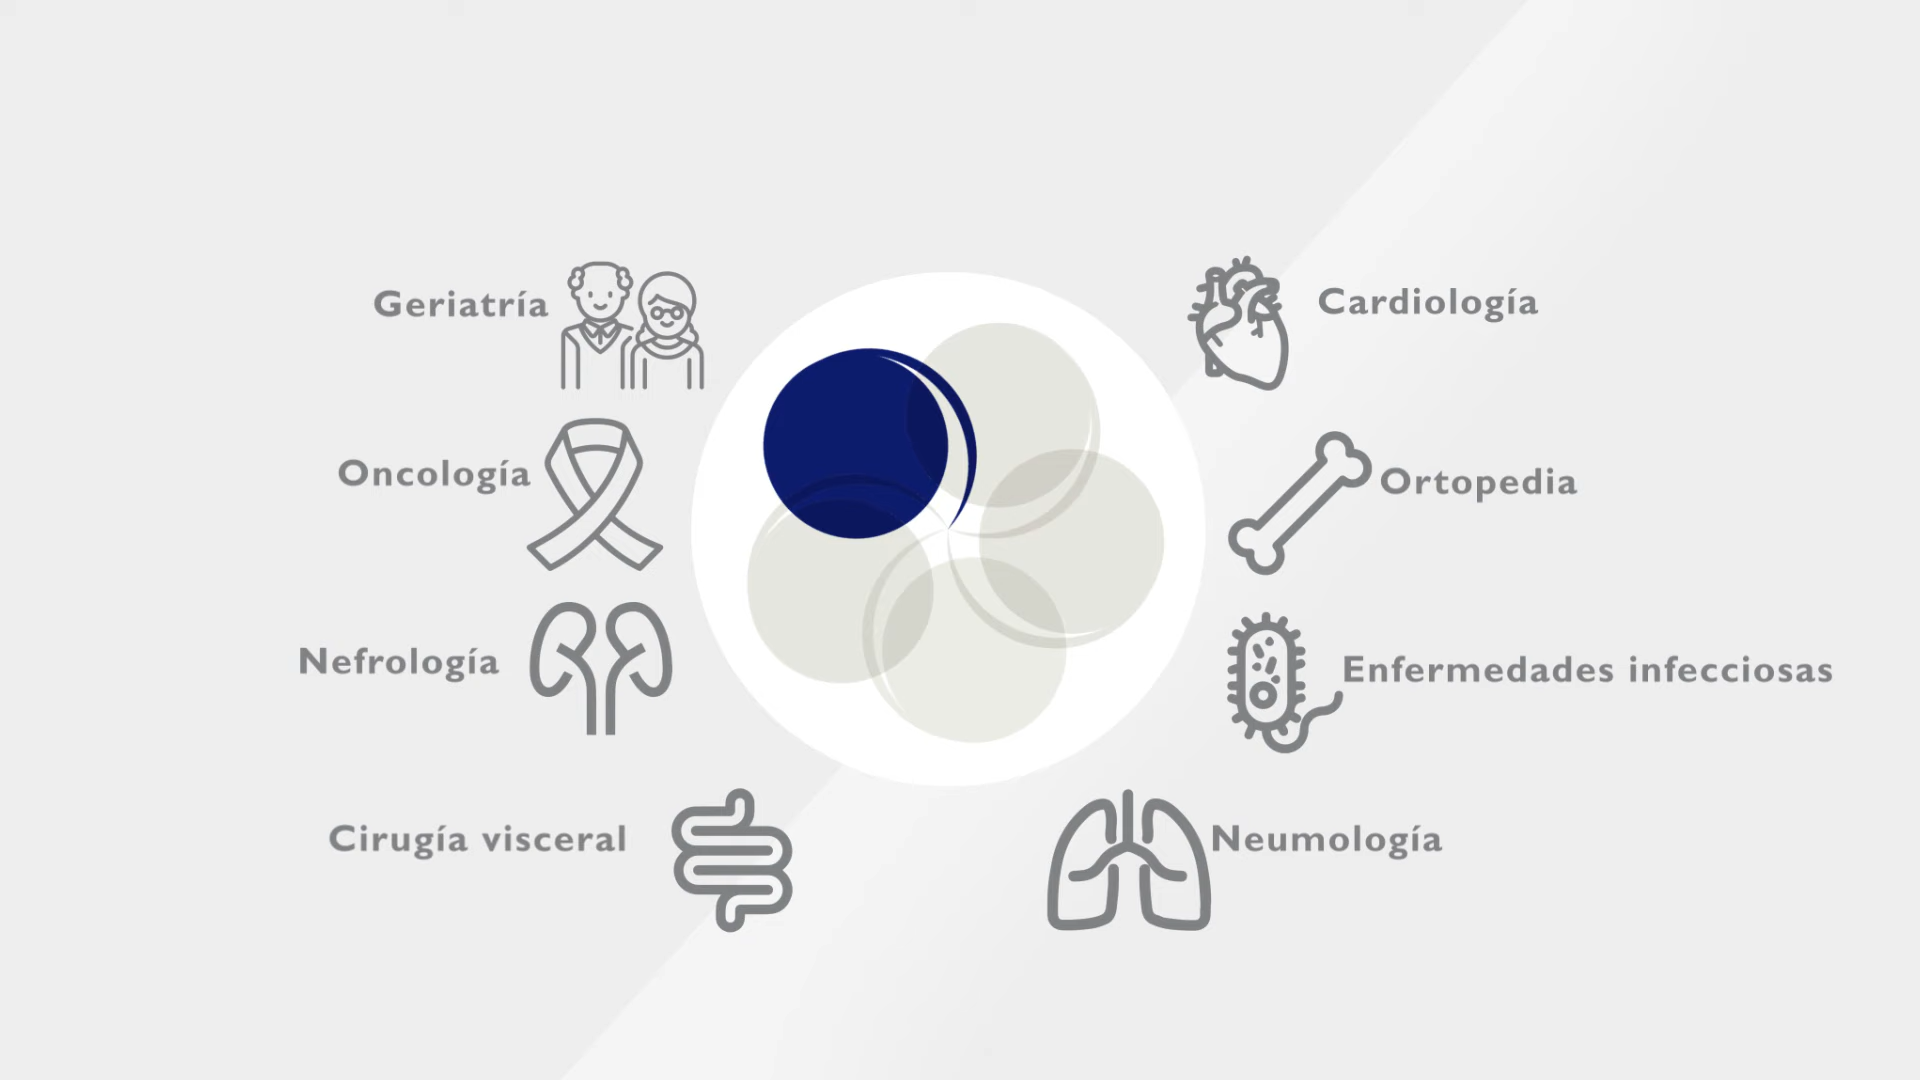 Geriatría
Cardiología
Oncología
Ortopedia
Nefrología
Enfermedades infecciosas
Cirugía visceral
Neumología